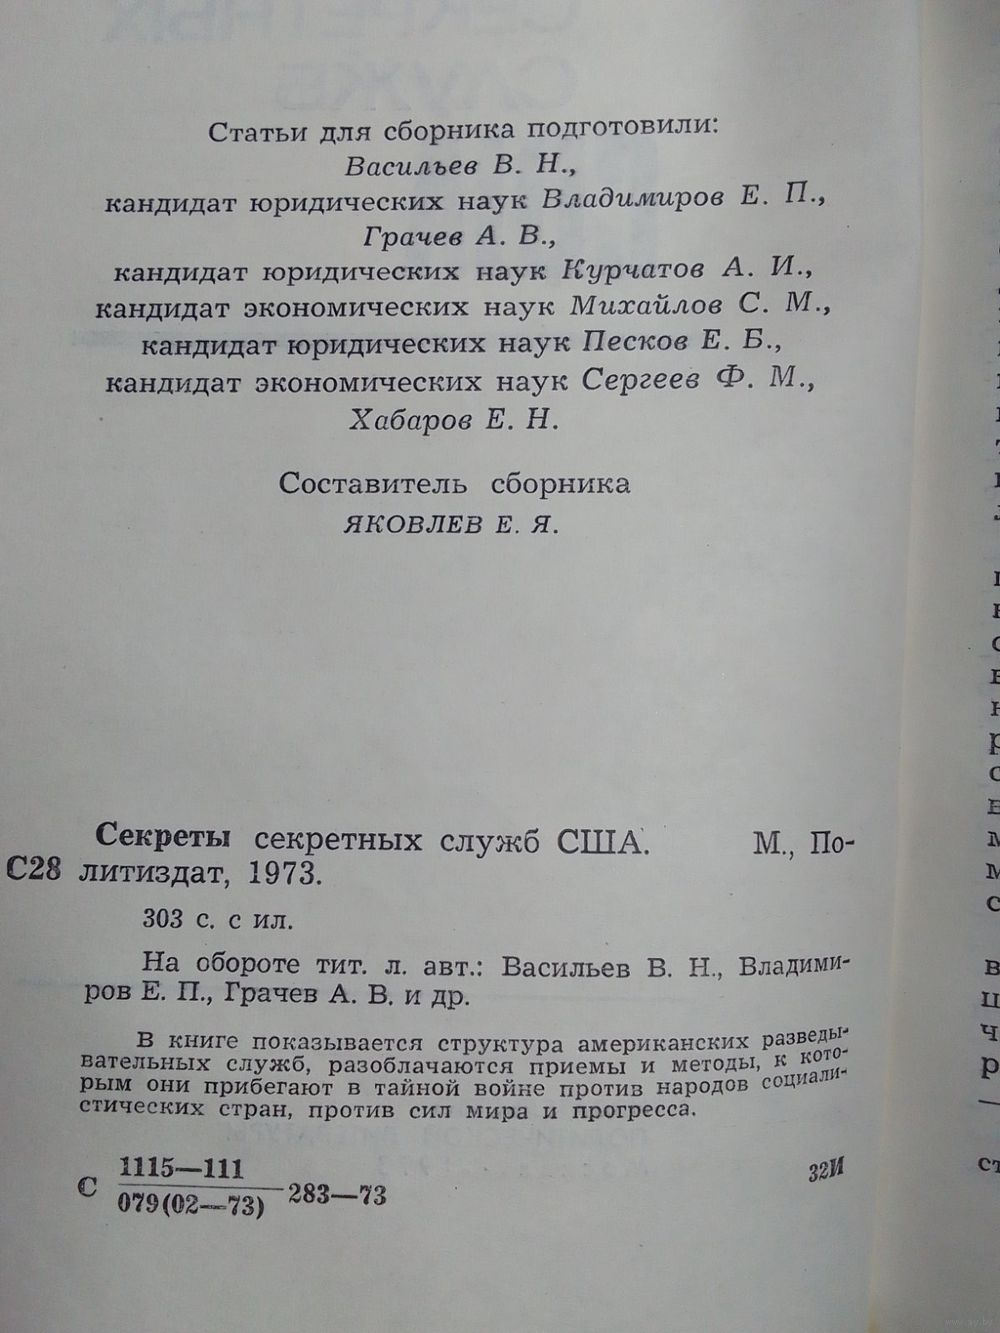 Статьи для сборника подготовили:
Васильев В. Н.,
кандидат юридических наук Владимиров Е. П.,
Грачев А. В.,
кандидат юридических наук Курчатов А. И.,
кандидат экономических наук Михайлов С. М.,
кандидат юридических наук Песков Е. Б.,
кандидат экономических наук Сергеев Ф. М.,
Хабаров Е. Н.
Составитель сборника
ЯКОВЛЕВ Е. Я.
Секреты секретных служб США. М., По-
С28 литиздат, 1973.
303 с. с ил.
На обороте тит. л. авт.: Васильев В. Н., Владими-
ров Е. П., Грачев А. В. и др.
В книге показывается структура американских разведы-
вательных служб, разоблачаются приемы и методы, к кото-
рым они прибегают в тайной войне против народов социали-
стических стран, против сил мира и прогресса.
С 1115—111
079(02—73) 283—73
32И